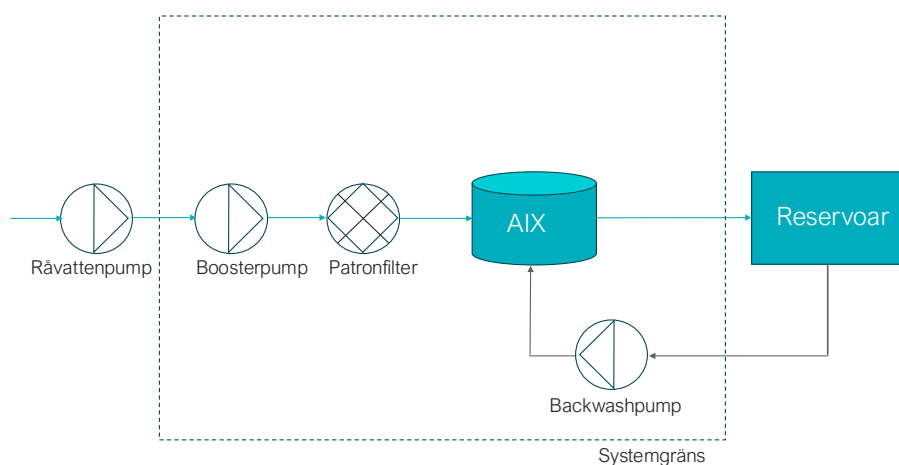 AIX
Reservoar
Råvattenpump
Boosterpump
Patronfilter
Backwashpump
Systemgräns